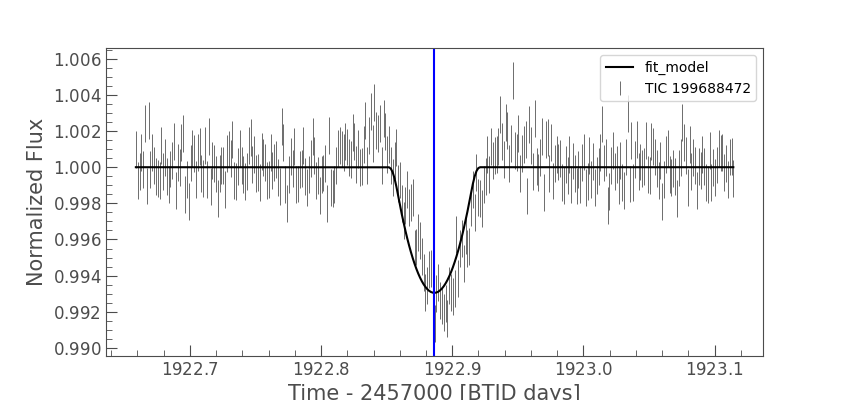 1.006
1.004
1.002
1.000
0.998
0.996
0.994
0.992
0.990
Normalized Flux
fit_model
TIC 199688472
1922.7 1922.8 1922.9 1923.0 1923.1
Time - 2457000 [BTJD days]